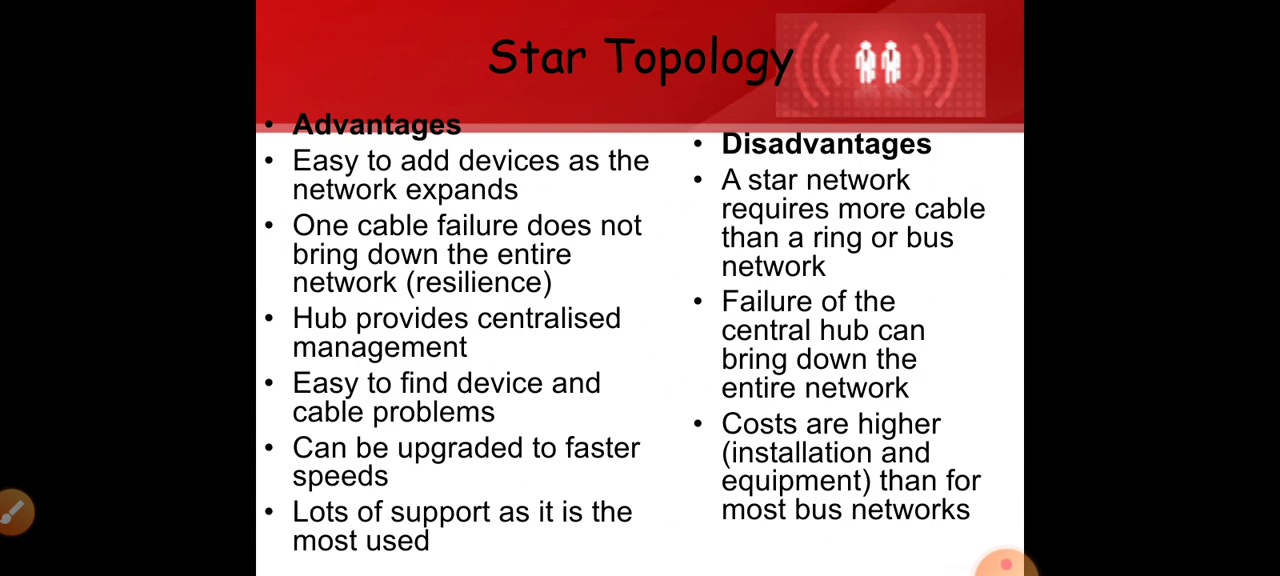 Star Topology
• Advantages
• Easy to add devices as the
network expands
• One cable failure does not
bring down the entire
network (resilience)
• Hub provides centralised
management
• Easy to find device and
cable problems
• Can be upgraded to faster
speeds
• Lots of support as it is the
most used
• Disadvantages
• A star network
requires more cable
than a ring or bus
network
• Failure of the
central hub can
bring down the
entire network
• Costs are higher
(installation and
equipment) than for
most bus networks